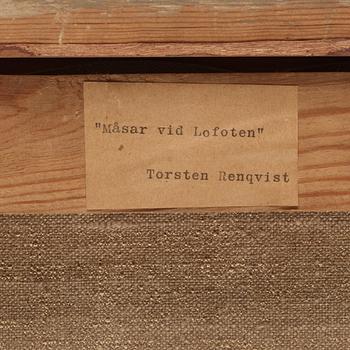 "Måsar vid Lofoten"
Torsten Renqvist